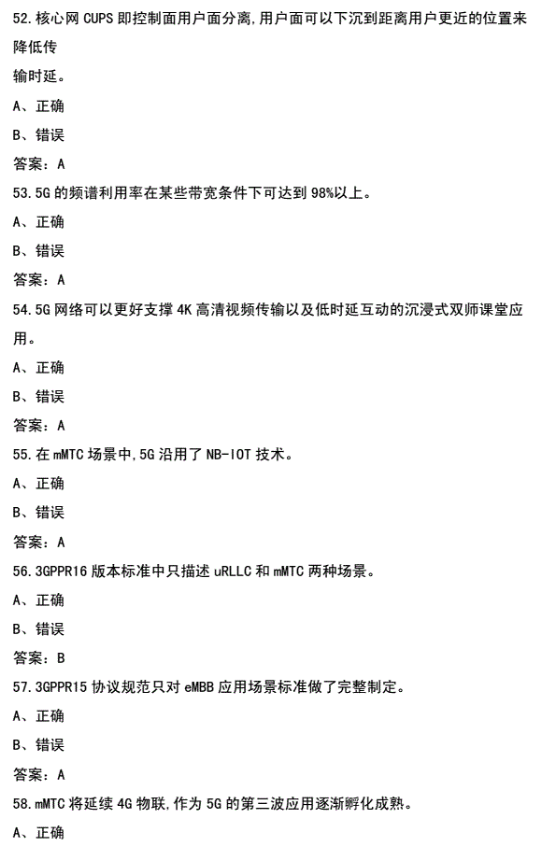 52.核心网 CUPS 即控制面用户面分离,用户面可以下沉到距离用户更近的位置来
降低传
输时延。
A、正确
B、错误
答案：A
53.5G 的频谱利用率在某些带宽条件下可达到 98%以上。
A、正确
B、错误
答案：A
54.5G 网络可以更好支撑 4K 高清视频传输以及低时延互动的沉浸式双师课堂应
用。
A、正确
B、错误
答案：A
55.在 mMTC 场景中,5G 沿用了 NB-IOT 技术。
A、正确
B、错误
答案：A
56.3GPPR16 版本标准中只描述 uRLLC 和 mMTC 两种场景。
A、正确
B、错误
答案：B
57.3GPPR15 协议规范只对 eMBB 应用场景标准做了完整制定。
A、正确
B、错误
答案：A
58.mMTC 将延续 4G 物联,作为 5G 的第三波应用逐渐孵化成熟。
A、正确